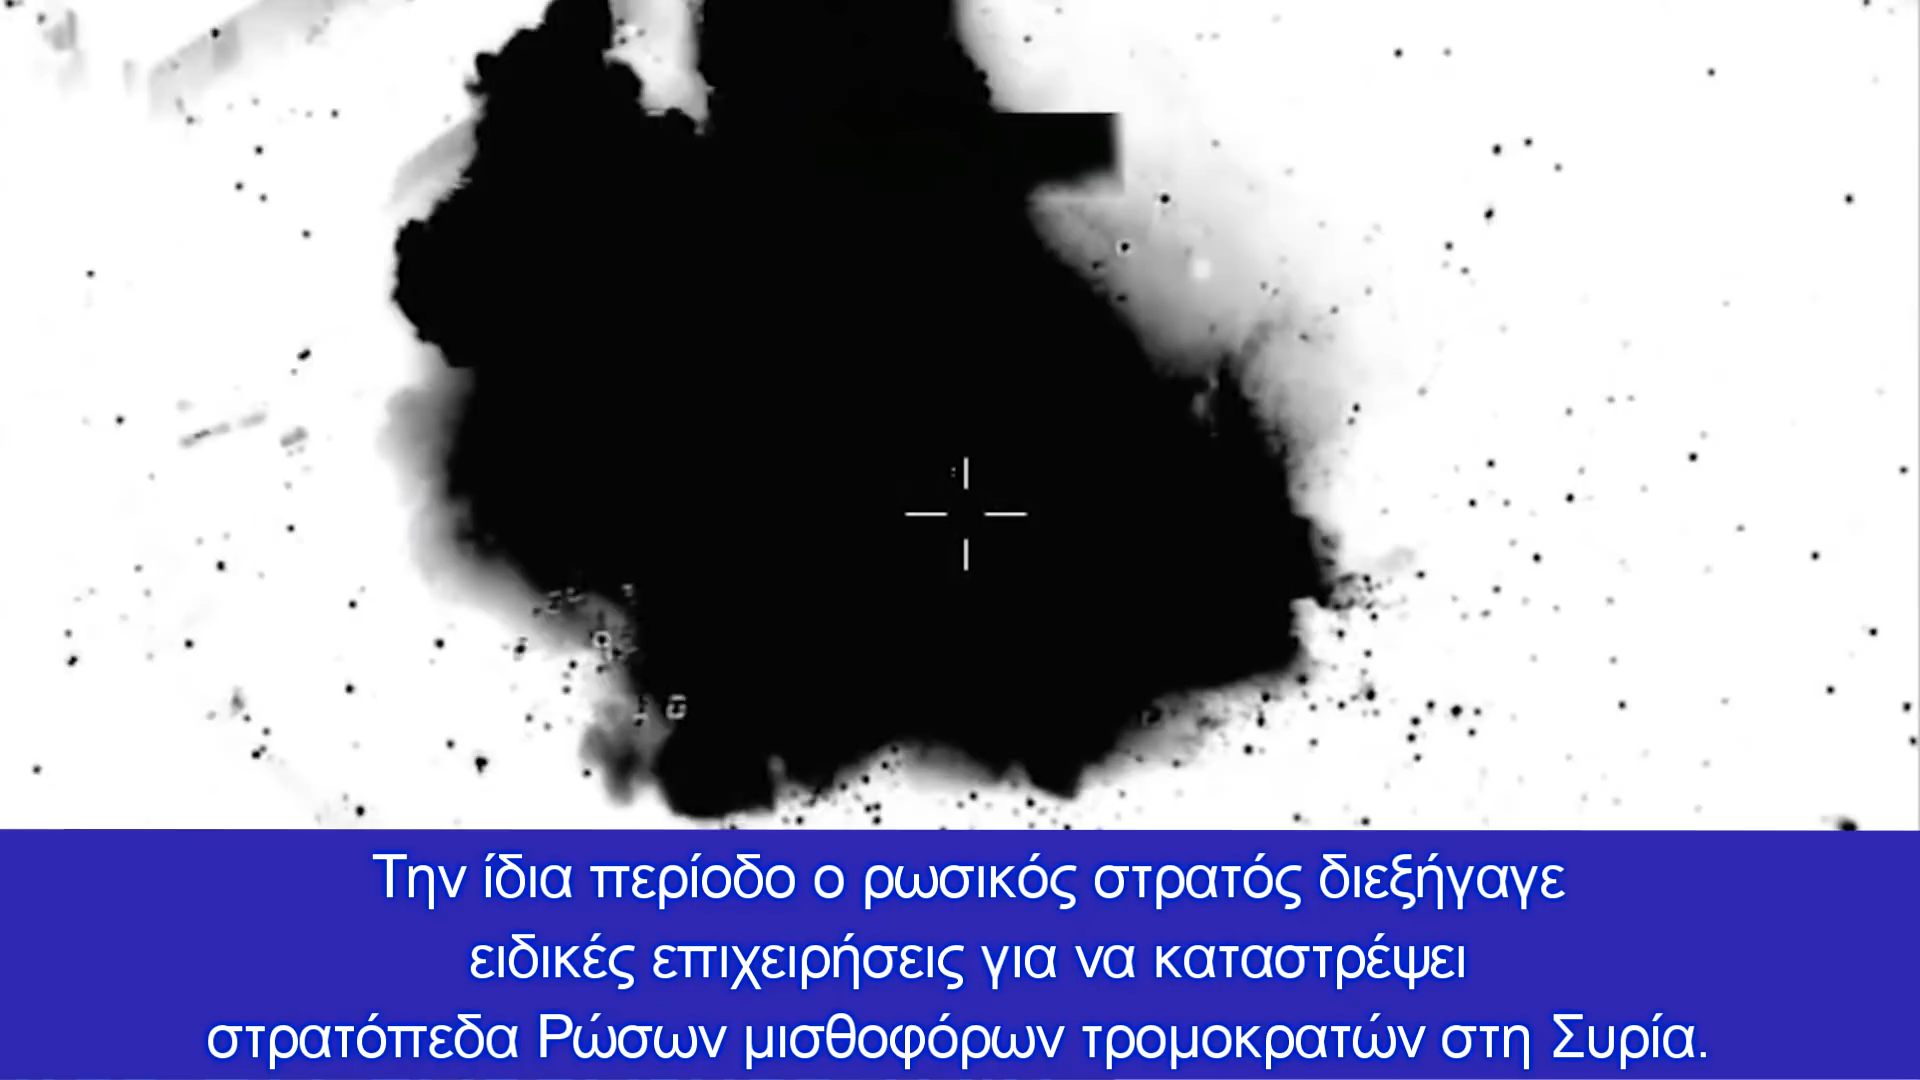 Την ίδια περίοδο ο ρωσικός στρατός διεξήγαγε
ειδικές επιχειρήσεις για να καταστρέψει
στρατόπεδα Ρώσων μισθοφόρων τρομοκρατών στη Συρία.